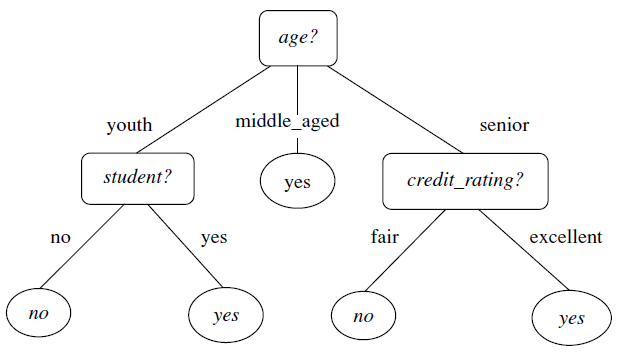 age?
youth
middle_aged
senior
student?
yes
credit_rating?
no
yes
fair
excellent
no
yes
no
yes